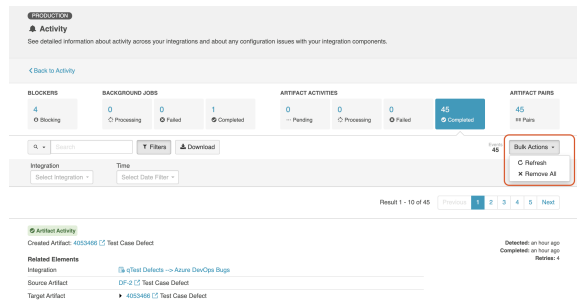 PRODUCTION
Activity
See detailed information about activity across your integrations and about any configuration issues with your integration components.
Back to Activity
BLOCKERS BACKGROUND JOBS ARTIFACT ACTIVITIES ARTIFACT PAIRS
4 0 0 1 0 0 0 45 45
Blocking Processing Failed Completed Pending Processing Failed Completed Pairs
Search Filters Download Events 45 Bulk Actions
Refresh
Remove All
Integration Time
Select Integration Select Date Filter
Result 1 - 10 of 45 Previous 1 2 3 4 5 Next
Artifact Activity
Created Artifact: 4053466 Test Case Defect
Detected: an hour ago
Completed: an hour ago
Retries: 4
Related Elements
Integration qTest Defects --> Azure DevOps Bugs
Source Artifact DF-2 Test Case Defect
Target Artifact 4053466 Test Case Defect